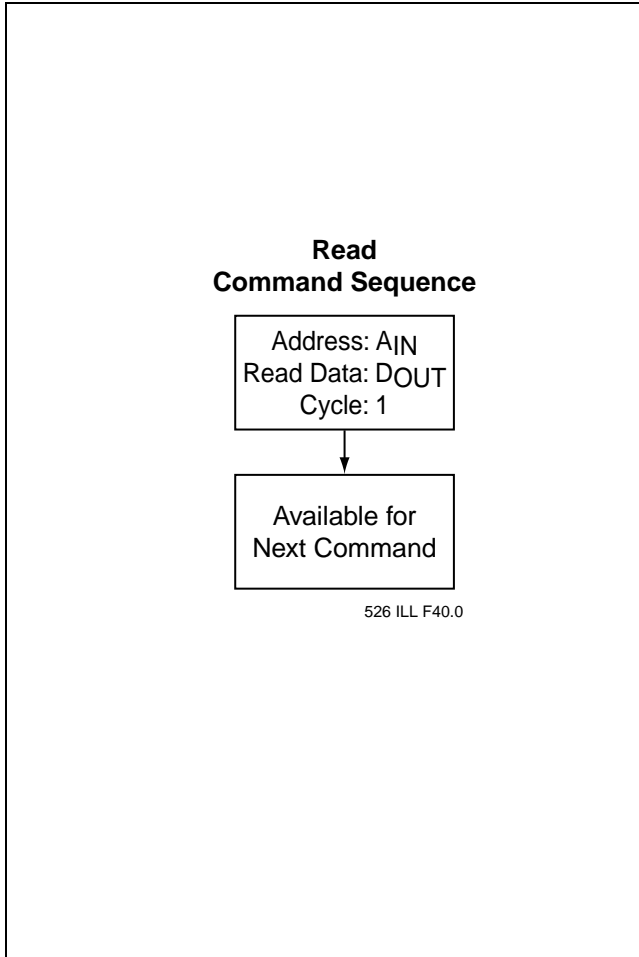 Read
Command Sequence
Address: AIN
Read Data: DOUT
Cycle: 1
Available for
Next Command
526 ILL F40.0